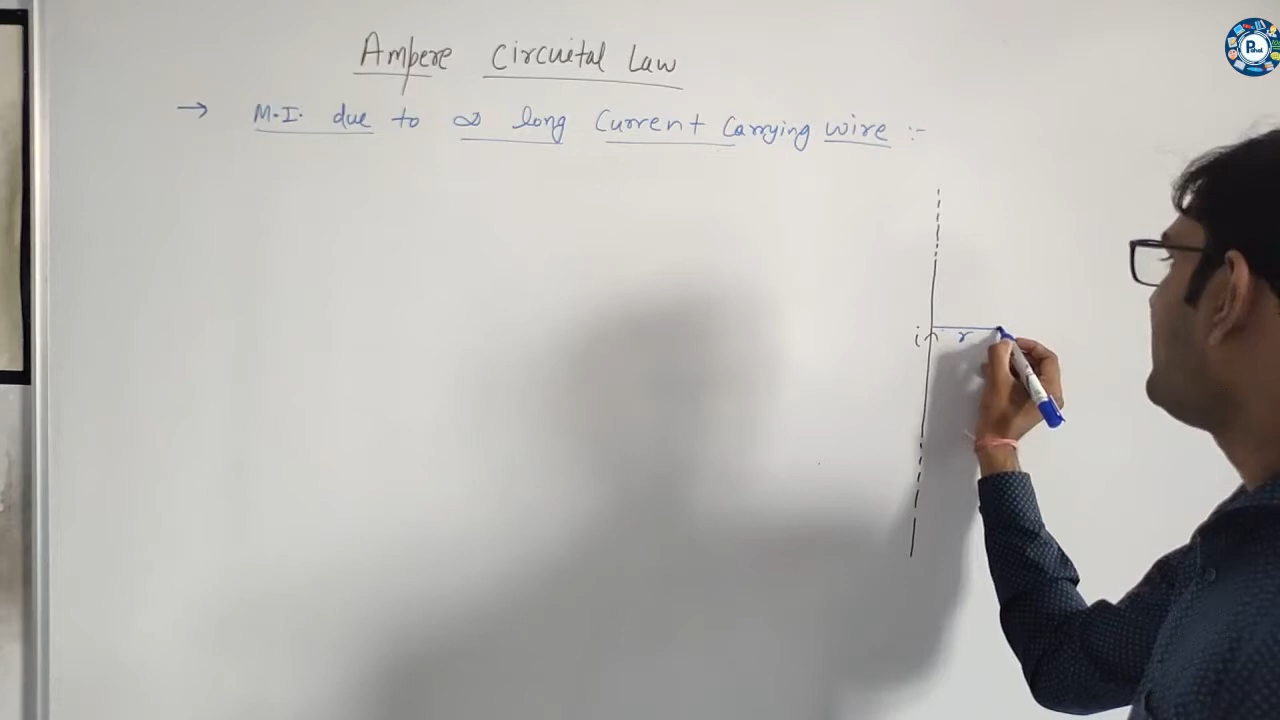 Ampere Circuital Law
→ M.I. due to ∞ long Current Carrying wire :-
i r